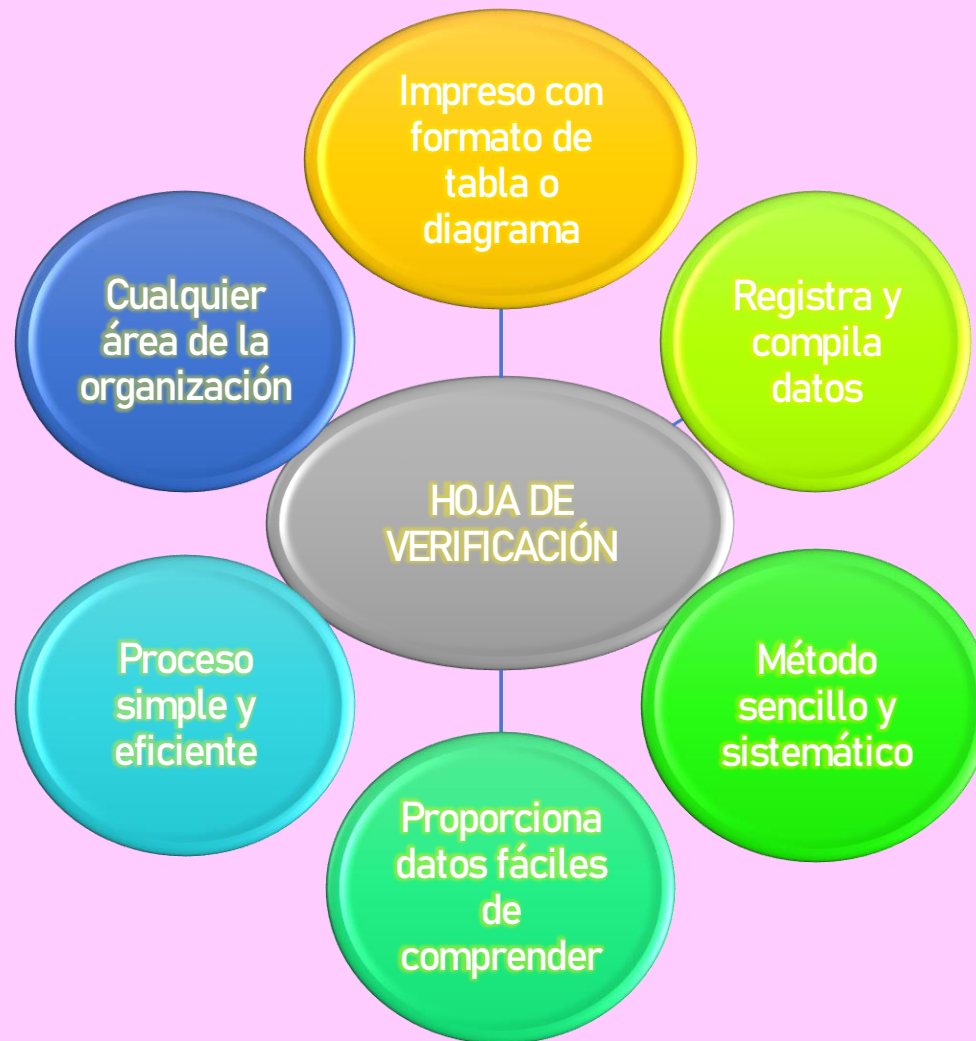 Impreso con
formato de
tabla o
diagrama
Cualquier
área de la
organización
Registra y
compila
datos
HOJA DE
VERIFICACIÓN
Proceso
simple y
eficiente
Método
sencillo y
sistemático
Proporciona
datos fáciles
de
comprender